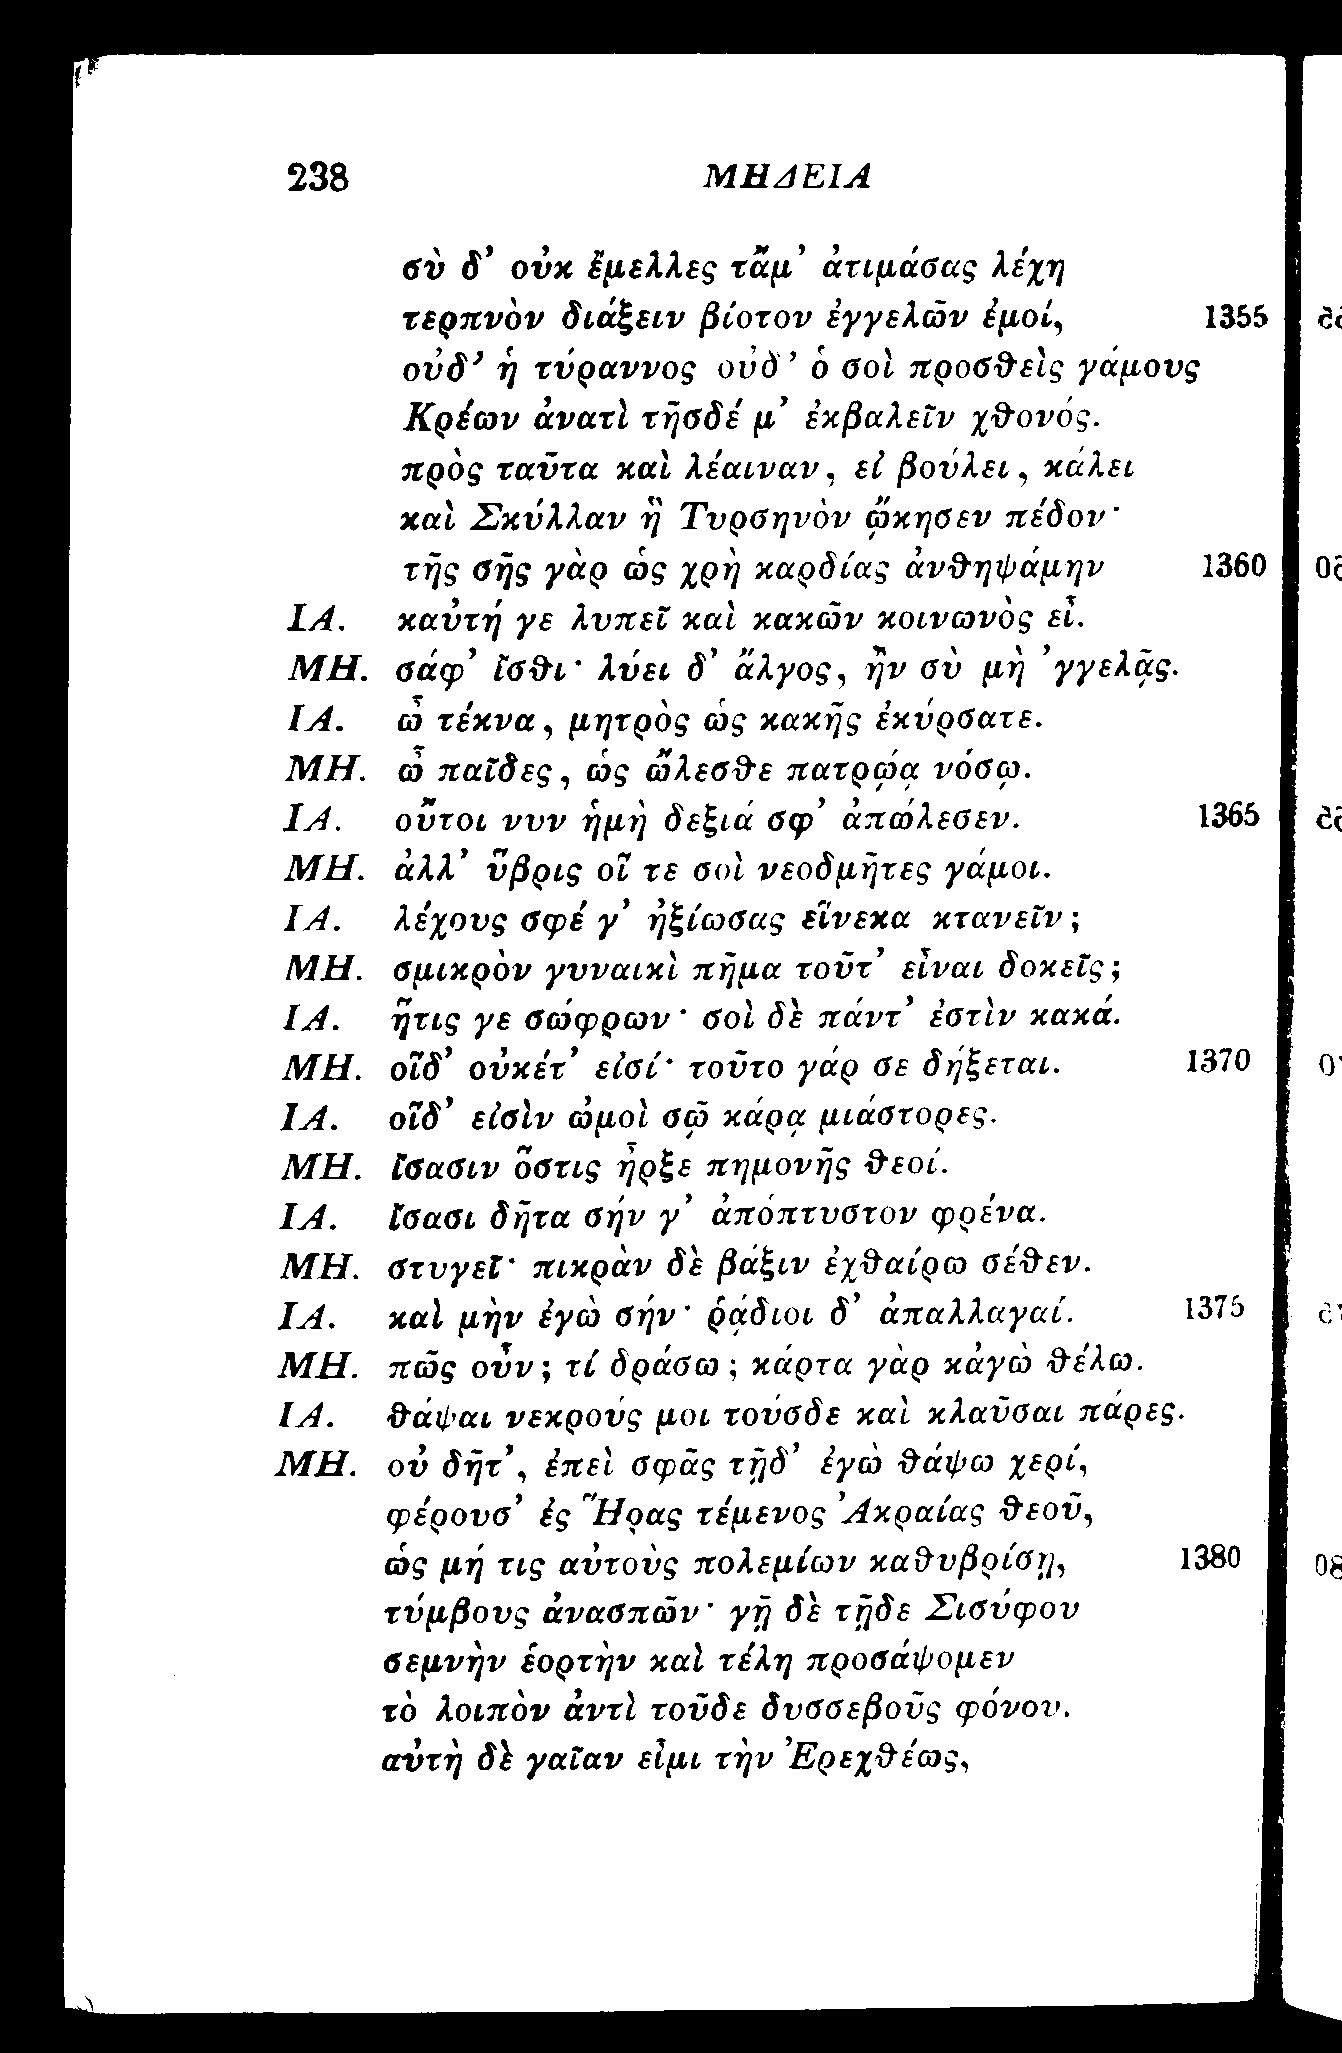 238 ΜΗΔΕΙΑ
σὺ δ’ οὐκ ἔμελλες τἄμ’ ἀτιμάσας λέχη
τερπνὸν διάξειν βίοτον ἐγγελῶν ἐμοί, 1355
οὐδ’ ἡ τύραννος οὐδ’ ὁ σοὶ προσθεὶς γάμους
Κρέων ἀνατὶ τῆσδέ μ’ ἐκβαλεῖν χθονός.
πρὸς ταῦτα καὶ λέαιναν, εἰ βούλει, κάλει
καὶ Σκύλλαν ἢ Τυρσηνὸν ᾤκησεν πέδον·
τῆς σῆς γὰρ ὡς χρὴ καρδίας ἀνθηψάμην 1360
ΙΑ. καὐτή γε λυπεῖ καὶ κακῶν κοινωνὸς εἶ.
ΜΗ. σάφ’ ἴσθι· λύει δ’ ἄλγος, ἢν σὺ μὴ ’γγελᾷς.
ΙΑ. ὦ τέκνα, μητρὸς ὡς κακῆς ἐκύρσατε.
ΜΗ. ὦ παῖδες, ὡς ὤλεσθε πατρῴᾳ νόσῳ.
ΙΑ. οὔτοι νυν ἡμὴ δεξιά σφ’ ἀπώλεσεν. 1365
ΜΗ. ἀλλ’ ὕβρις οἵ τε σοὶ νεοδμῆτες γάμοι.
ΙΑ. λέχους σφέ γ’ ἠξίωσας εἵνεκα κτανεῖν;
ΜΗ. σμικρὸν γυναικὶ πῆμα τοῦτ’ εἶναι δοκεῖς;
ΙΑ. ἥτις γε σώφρων· σοὶ δὲ πάντ’ ἐστὶν κακά.
ΜΗ. οἵδ’ οὐκέτ’ εἰσί· τοῦτο γάρ σε δήξεται. 1370
ΙΑ. οἵδ’ εἰσὶν ὠμοὶ σῷ κάρᾳ μιάστορες.
ΜΗ. ἴσασιν ὅστις ἦρξε πημονῆς θεοί.
ΙΑ. ἴσασι δῆτα σήν γ’ ἀπόπτυστον φρένα.
ΜΗ. στυγεῖ· πικρὰν δὲ βάξιν ἐχθαίρω σέθεν.
ΙΑ. καὶ μὴν ἐγὼ σήν· ῥᾴδιοι δ’ ἀπαλλαγαί. 1375
ΜΗ. πῶς οὖν; τί δράσω; κάρτα γὰρ κἀγὼ θέλω.
ΙΑ. θάψαι νεκρούς μοι τούσδε καὶ κλαῦσαι πάρες.
ΜΗ. οὐ δῆτ’, ἐπεὶ σφᾶς τῇδ’ ἐγὼ θάψω χερί,
φέρουσ’ ἐς Ἥρας τέμενος Ἀκραίας θεοῦ,
ὡς μή τις αὐτοὺς πολεμίων καθυβρίσῃ, 1380
τύμβους ἀνασπῶν· γῇ δὲ τῇδε Σισύφου
σεμνὴν ἑορτὴν καὶ τέλη προσάψομεν
τὸ λοιπὸν ἀντὶ τοῦδε δυσσεβοῦς φόνου.
αὐτὴ δὲ γαῖαν εἶμι τὴν Ἐρεχθέως,